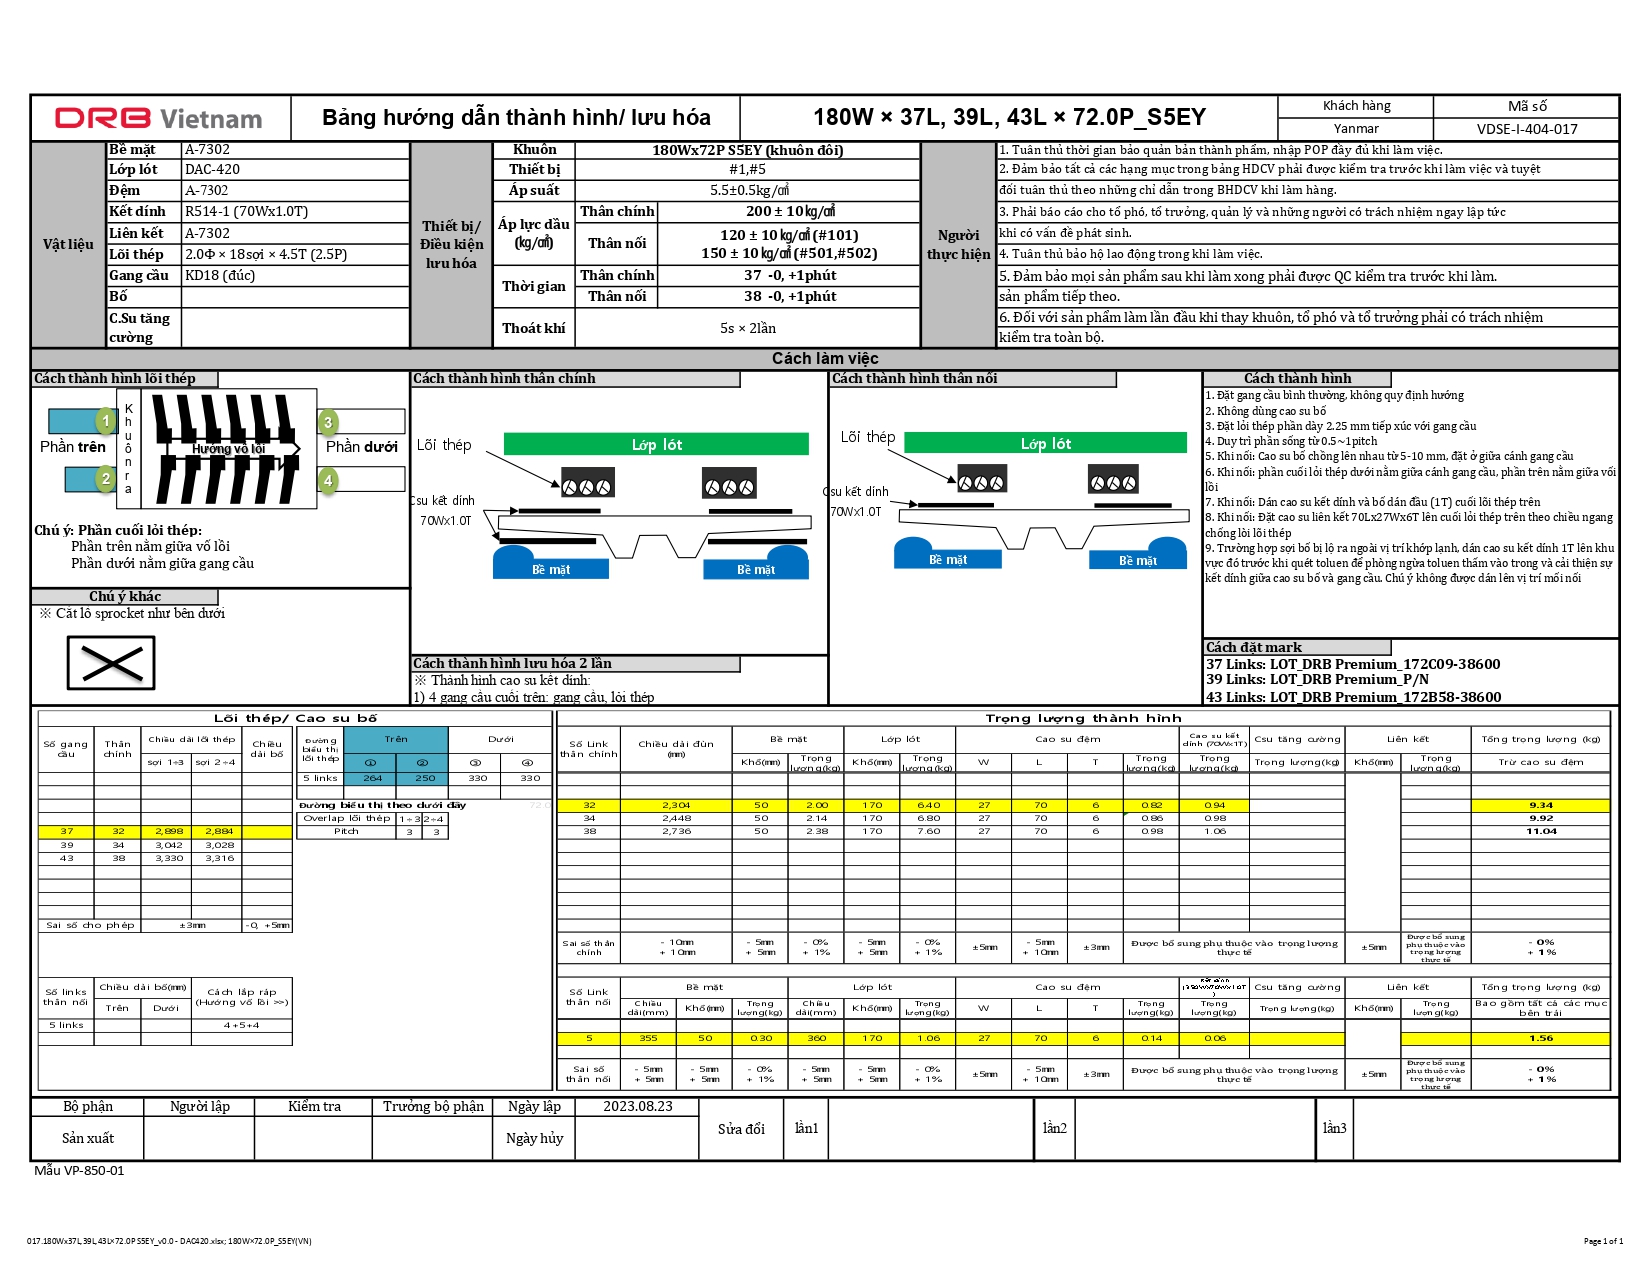 DRB Vietnam
Bảng hướng dẫn thành hình/ lưu hóa
180W × 37L, 39L, 43L × 72.0P_S5EY
Khách hàng
Mã số
Yanmar
VDSE-I-404-017
Vật liệu
Bề mặt A-7302
Lớp lót DAC-420
Đệm A-7302
Kết dính R514-1 (70Wx1.0T)
Liên kết A-7302
Lõi thép 2.0Φ × 18sợi × 4.5T (2.5P)
Gang cầu KD18 (đúc)
Bố
C.Su tăng cường
Thiết bị/ Điều kiện lưu hóa
Khuôn 180Wx72P S5EY (khuôn đôi)
Thiết bị #1,#5
Áp suất 5.5±0.5kg/㎠
Áp lực dầu (kg/㎠)
Thân chính 200 ± 10㎏/㎠
Thân nối 120 ± 10㎏/㎠(#101)
150 ± 10㎏/㎠(#501,#502)
Thời gian
Thân chính 37 -0, +1phút
Thân nối 38 -0, +1phút
Thoát khí 5s × 2lần
Người thực hiện
1. Tuân thủ thời gian bảo quản bản thành phẩm, nhập POP đầy đủ khi làm việc.
2. Đảm bảo tất cả các hạng mục trong bảng HDCV phải được kiểm tra trước khi làm việc và tuyệt
đối tuân thủ theo những chỉ dẫn trong BHDCV khi làm hàng.
3. Phải báo cáo cho tổ phó, tổ trưởng, quản lý và những người có trách nhiệm ngay lập tức
khi có vấn đề phát sinh.
4. Tuân thủ bảo hộ lao động trong khi làm việc.
5. Đảm bảo mọi sản phẩm sau khi làm xong phải được QC kiểm tra trước khi làm.
sản phẩm tiếp theo.
6. Đối với sản phẩm làm lần đầu khi thay khuôn, tổ phó và tổ trưởng phải có trách nhiệm
kiểm tra toàn bộ.
Cách làm việc
Cách thành hình lõi thép
1
2
3
4
Khuôn ra
Phần trên
Hướng vỗ lồi
Phần dưới
Chú ý: Phần cuối lỏi thép:
Phần trên nằm giữa vố lồi
Phần dưới nằm giữa gang cầu
Chú ý khác
※ Cắt lỗ sprocket như bên dưới
Cách thành hình thân chính
Lõi thép
Lớp lót
Csu kết dính
70Wx1.0T
Bề mặt
Bề mặt
Cách thành hình lưu hóa 2 lần
※ Thành hình cao su kết dính:
1) 4 gang cầu cuối trên: gang cầu, lỏi thép
Cách thành hình thân nối
Lõi thép
Lớp lót
Csu kết dính
70Wx1.0T
Bề mặt
Bề mặt
Cách thành hình
1. Đặt gang cầu bình thường, không quy định hướng
2. Không dùng cao su bố
3. Đặt lỏi thép phần dày 2.25 mm tiếp xúc với gang cầu
4. Duy trì phần sống từ 0.5~1pitch
5. Khi nối: Cao su bố chồng lên nhau từ 5-10 mm, đặt ở giữa cánh gang cầu
6. Khi nối: phần cuối lỏi thép dưới nằm giữa cánh gang cầu, phần trên nằm giữa vối
lồi
7. Khi nối: Dán cao su kết dính và bố dán đầu (1T) cuối lõi thép trên
8. Khi nối: Đặt cao su liên kết 70Lx27Wx6T lên cuối lỏi thép trên theo chiều ngang
chống lòi lõi thép
9. Trường hợp sợi bố bị lộ ra ngoài vị trí khớp lạnh, dán cao su kết dính 1T lên khu
vực đó trước khi quét toluen để phòng ngừa toluen thấm vào trong và cải thiện sự
kết dính giữa cao su bố và gang cầu. Chú ý không được dán lên vị trí mối nối
Cách đặt mark
37 Links: LOT_DRB Premium_172C09-38600
39 Links: LOT_DRB Premium_P/N
43 Links: LOT_DRB Premium_172B58-38600
Lõi thép/ Cao su bố
Số gang cầu Thân chính Chiều dài lõi thép Chiều dài bố
sợi 1÷3 sợi 2÷4
37 32 2,898 2,884
39 34 3,042 3,028
43 38 3,330 3,316
Sai số cho phép ±3mm -0, +5mm
Đường biểu thị lõi thép Trên Dưới
① ② ③ ④
5 links 264 250 330 330
Đường biểu thị theo dưới đây 72.0
Overlap lõi thép 1÷3 2÷4
Pitch 3 3
Số links thân nối Chiều dài bố(mm) Cách lắp ráp (Hướng vố lồi >>)
Trên Dưới
5 links 4+5+4
Trọng lượng thành hình
Số Link thân chính Chiều dài đùn (mm) Bề mặt Lớp lót Cao su đệm Cao su kết dính (70W×1T) Csu tăng cường Liên kết Tổng trọng lượng (kg)
Khổ(mm) Trọng lượng(kg) Khổ(mm) Trọng lượng(kg) W L T Trọng lượng(kg) Trọng lượng(kg) Trọng lượng(kg) Khổ(mm) Trọng lượng(kg) Trừ cao su đệm
32 2,304 50 2.00 170 6.40 27 70 6 0.82 0.94 9.34
34 2,448 50 2.14 170 6.80 27 70 6 0.86 0.98 9.92
38 2,736 50 2.38 170 7.60 27 70 6 0.98 1.06 11.04
Sai số thân chính - 10mm + 10mm - 5mm + 5mm - 0% + 1% - 5mm + 5mm - 0% + 1% ±5mm - 5mm + 10mm ±3mm Được bổ sung phụ thuộc vào trọng lượng thực tế ±5mm Được bổ sung phụ thuộc vào trọng lượng thực tế - 0% + 1%
Số Link thân nối Bề mặt Lớp lót Cao su đệm Csu tăng cường Liên kết Tổng trọng lượng (kg)
Chiều dài(mm) Khổ(mm) Trọng lượng(kg) Chiều dài(mm) Khổ(mm) Trọng lượng(kg) W L T Trọng lượng(kg) Trọng lượng(kg) Trọng lượng(kg) Khổ(mm) Trọng lượng(kg) Bao gồm tất cả các mục bên trái
5 355 50 0.30 360 170 1.06 27 70 6 0.14 0.06 1.56
Sai số thân nối - 5mm + 5mm - 5mm + 5mm - 0% + 1% - 5mm + 5mm - 5mm + 5mm - 0% + 1% ±5mm - 5mm + 10mm ±3mm Được bổ sung phụ thuộc vào trọng lượng thực tế ±5mm Được bổ sung phụ thuộc vào trọng lượng thực tế - 0% + 1%
Bộ phận Người lập Kiểm tra Trưởng bộ phận Ngày lập 2023.08.23 Sửa đổi lần1 lần2 lần3
Sản xuất Ngày hủy
Mẫu VP-850-01
017.180Wx37L,39L,43L×72.0P S5EY_v0.0 - DAC420.xlsx; 180W×72.0P_S5EY(VN)
Page 1 of 1